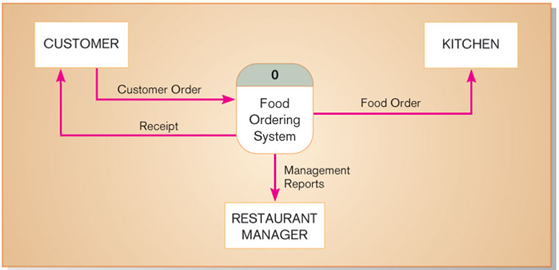 CUSTOMER
KITCHEN
0
Customer Order
Food
Ordering
System
Food Order
Receipt
Management
Reports
RESTAURANT
MANAGER